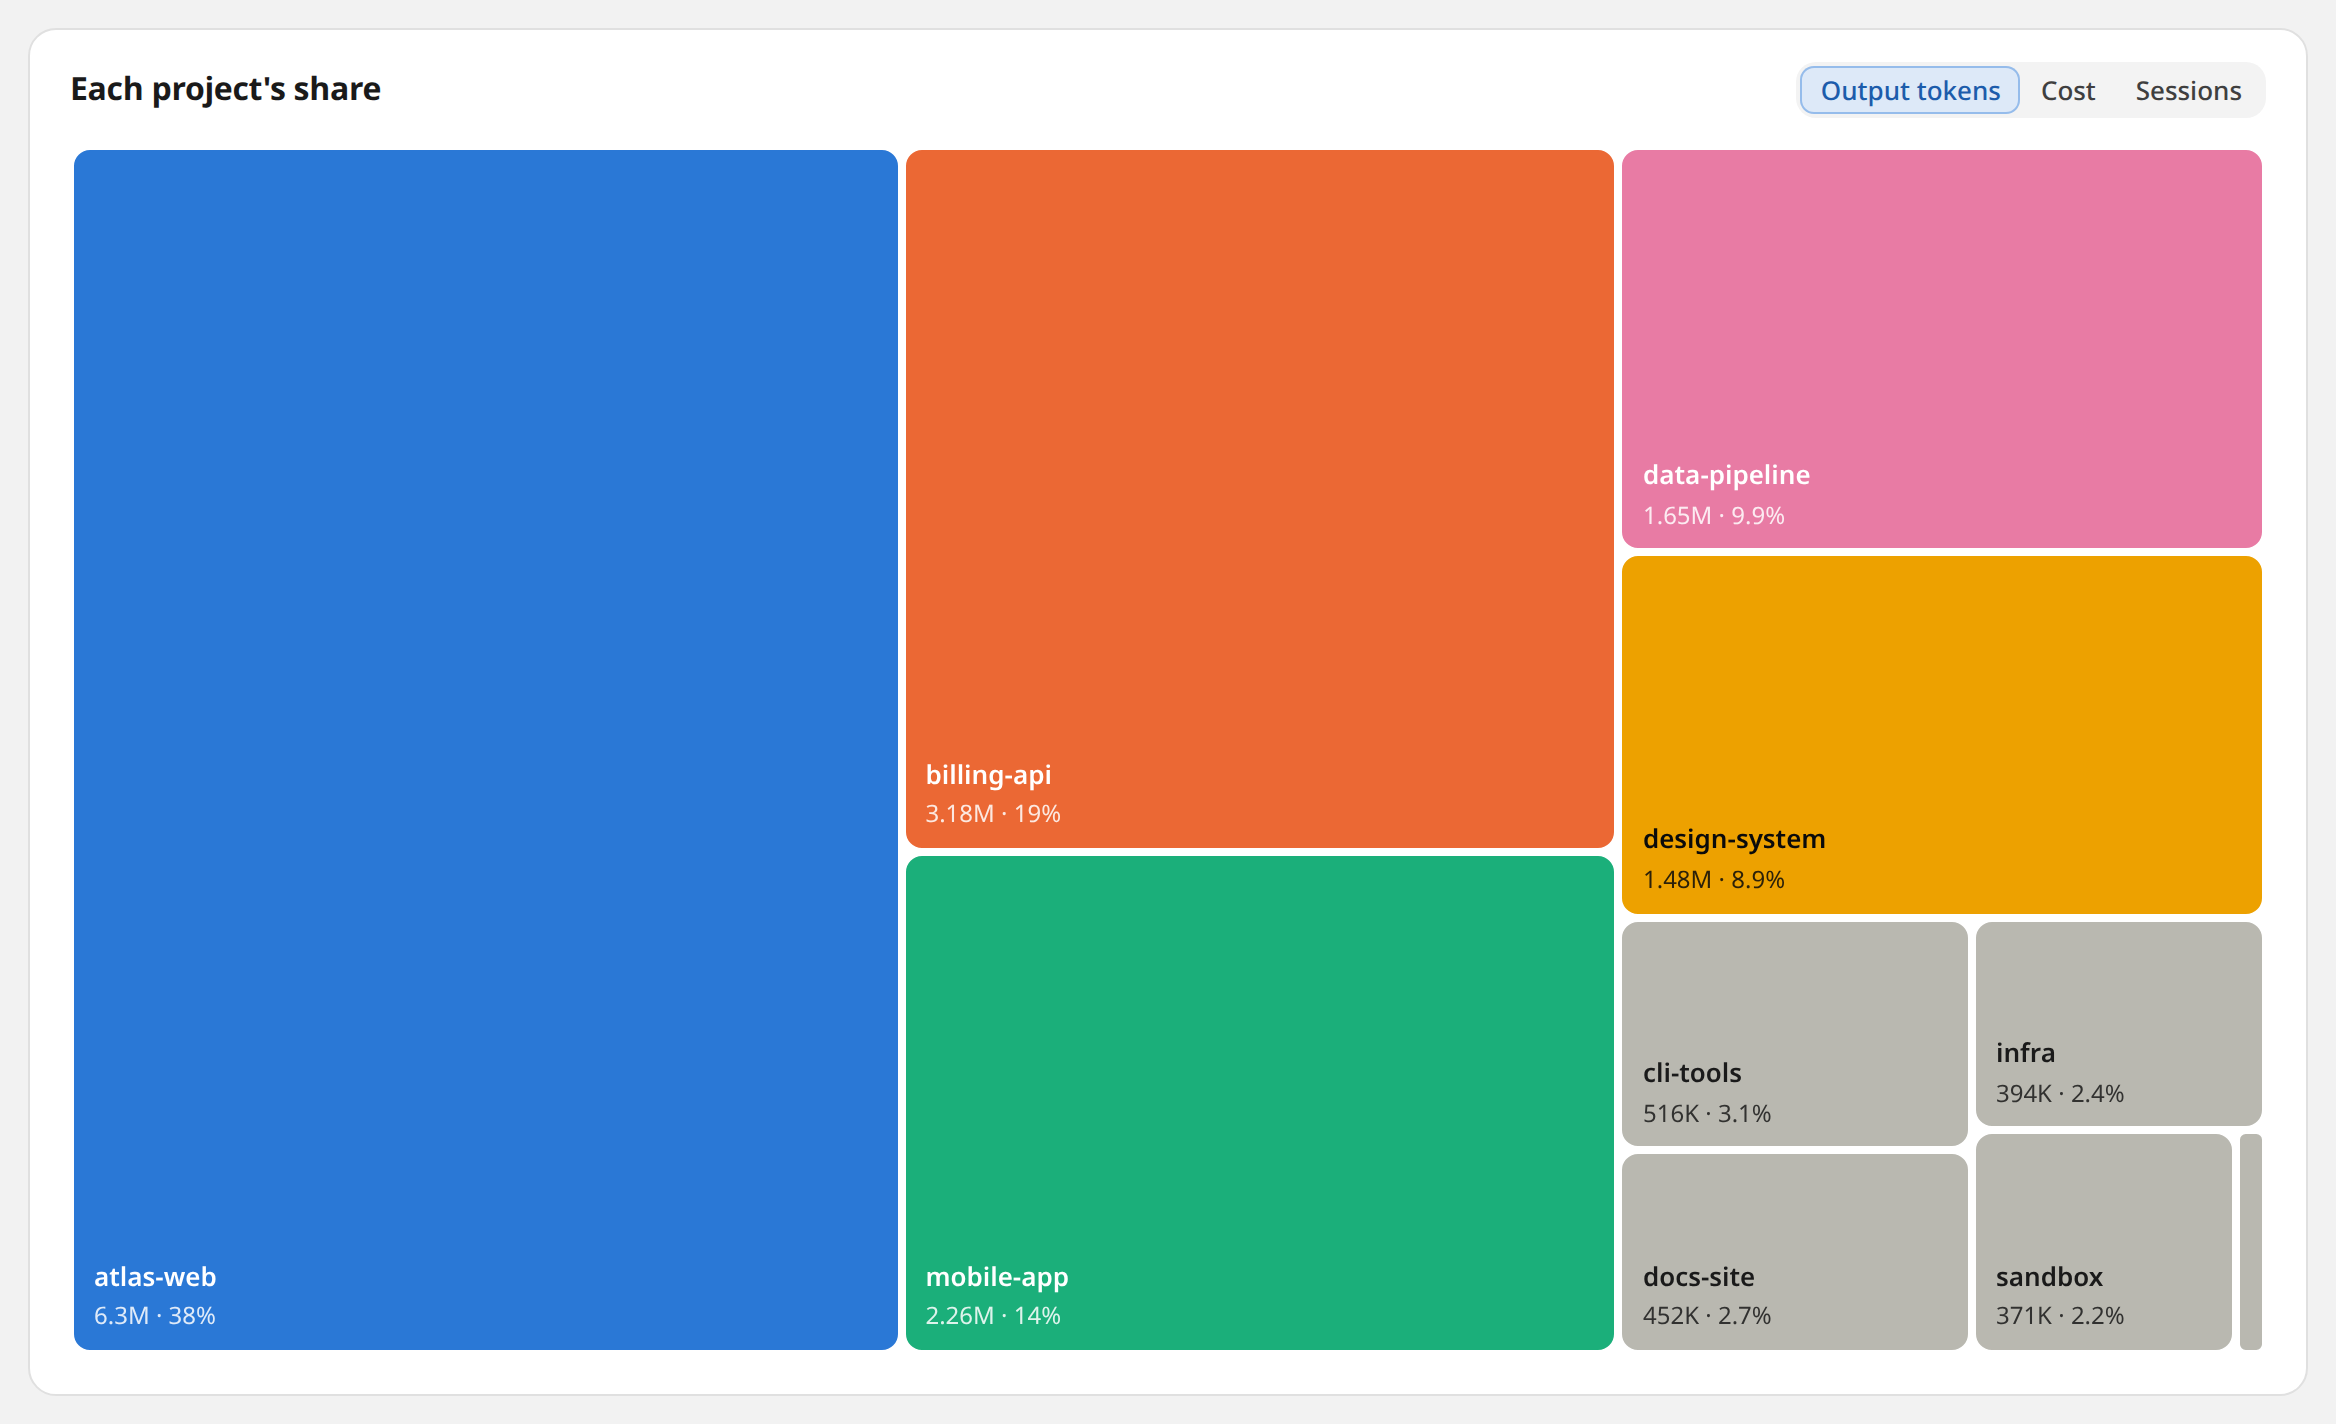 Each project's share
Output tokens
Cost
Sessions
atlas-web
6.3M · 38%
billing-api
3.18M · 19%
mobile-app
2.26M · 14%
data-pipeline
1.65M · 9.9%
design-system
1.48M · 8.9%
cli-tools
516K · 3.1%
infra
394K · 2.4%
docs-site
452K · 2.7%
sandbox
371K · 2.2%